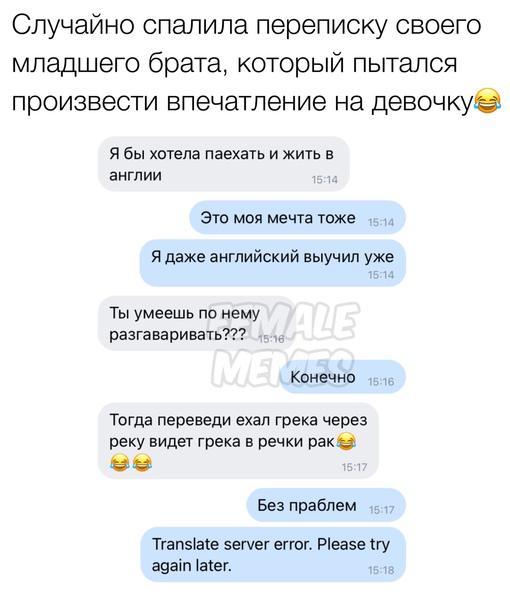 Случайно спалила переписку своего
младшего брата, который пытался
произвести впечатление на девочку😂
Я бы хотела паехать и жить в
англии
15:14
Это моя мечта тоже 15:14
Я даже английский выучил уже
15:14
Ты умеешь по нему
разгаваривать??? 15:16
FEMALE
MEMES
Конечно 15:16
Тогда переведи ехал грека через
реку видет грека в речки рак😂
😂😂 15:17
Без праблем 15:17
Translate server error. Please try
again later. 15:18